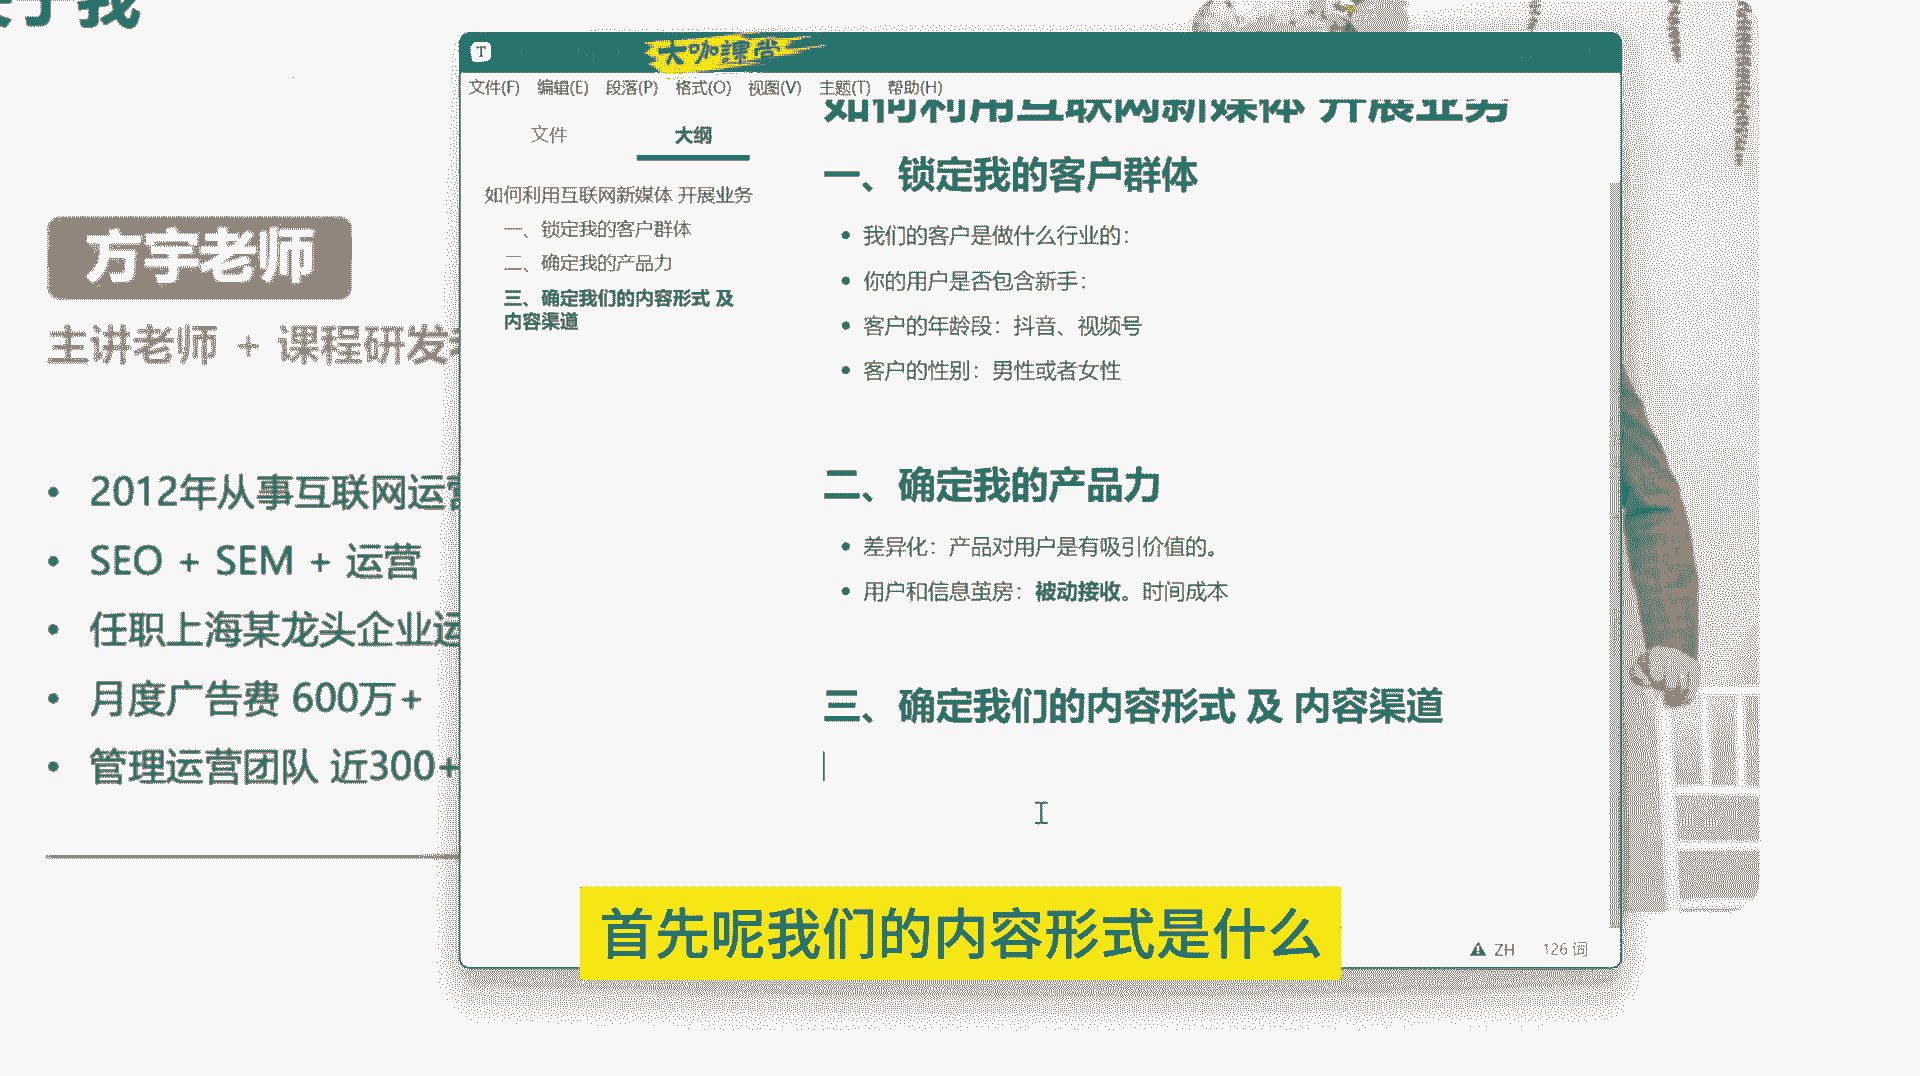 关于我
方宇老师
主讲老师 + 课程研发
2012年从事互联网运营
SEO + SEM + 运营
任职上海某龙头企业运
月度广告费 600万+
管理运营团队 近300+
T
大咖课堂
文件(F) 编辑(E) 段落(P) 格式(O) 视图(V) 主题(T) 帮助(H)
文件 大纲
如何利用互联网新媒体 开展业务
一、锁定我的客户群体
二、确定我的产品力
三、确定我们的内容形式 及
内容渠道
如何利用互联网新媒体 开展业务
一、锁定我的客户群体
我们的客户是做什么行业的：
你的用户是否包含新手：
客户的年龄段：抖音、视频号
客户的性别：男性或者女性
二、确定我的产品力
差异化：产品对用户是有吸引价值的。
用户和信息茧房：被动接收。时间成本
三、确定我们的内容形式 及 内容渠道
ZH 126 词
首先呢我们的内容形式是什么